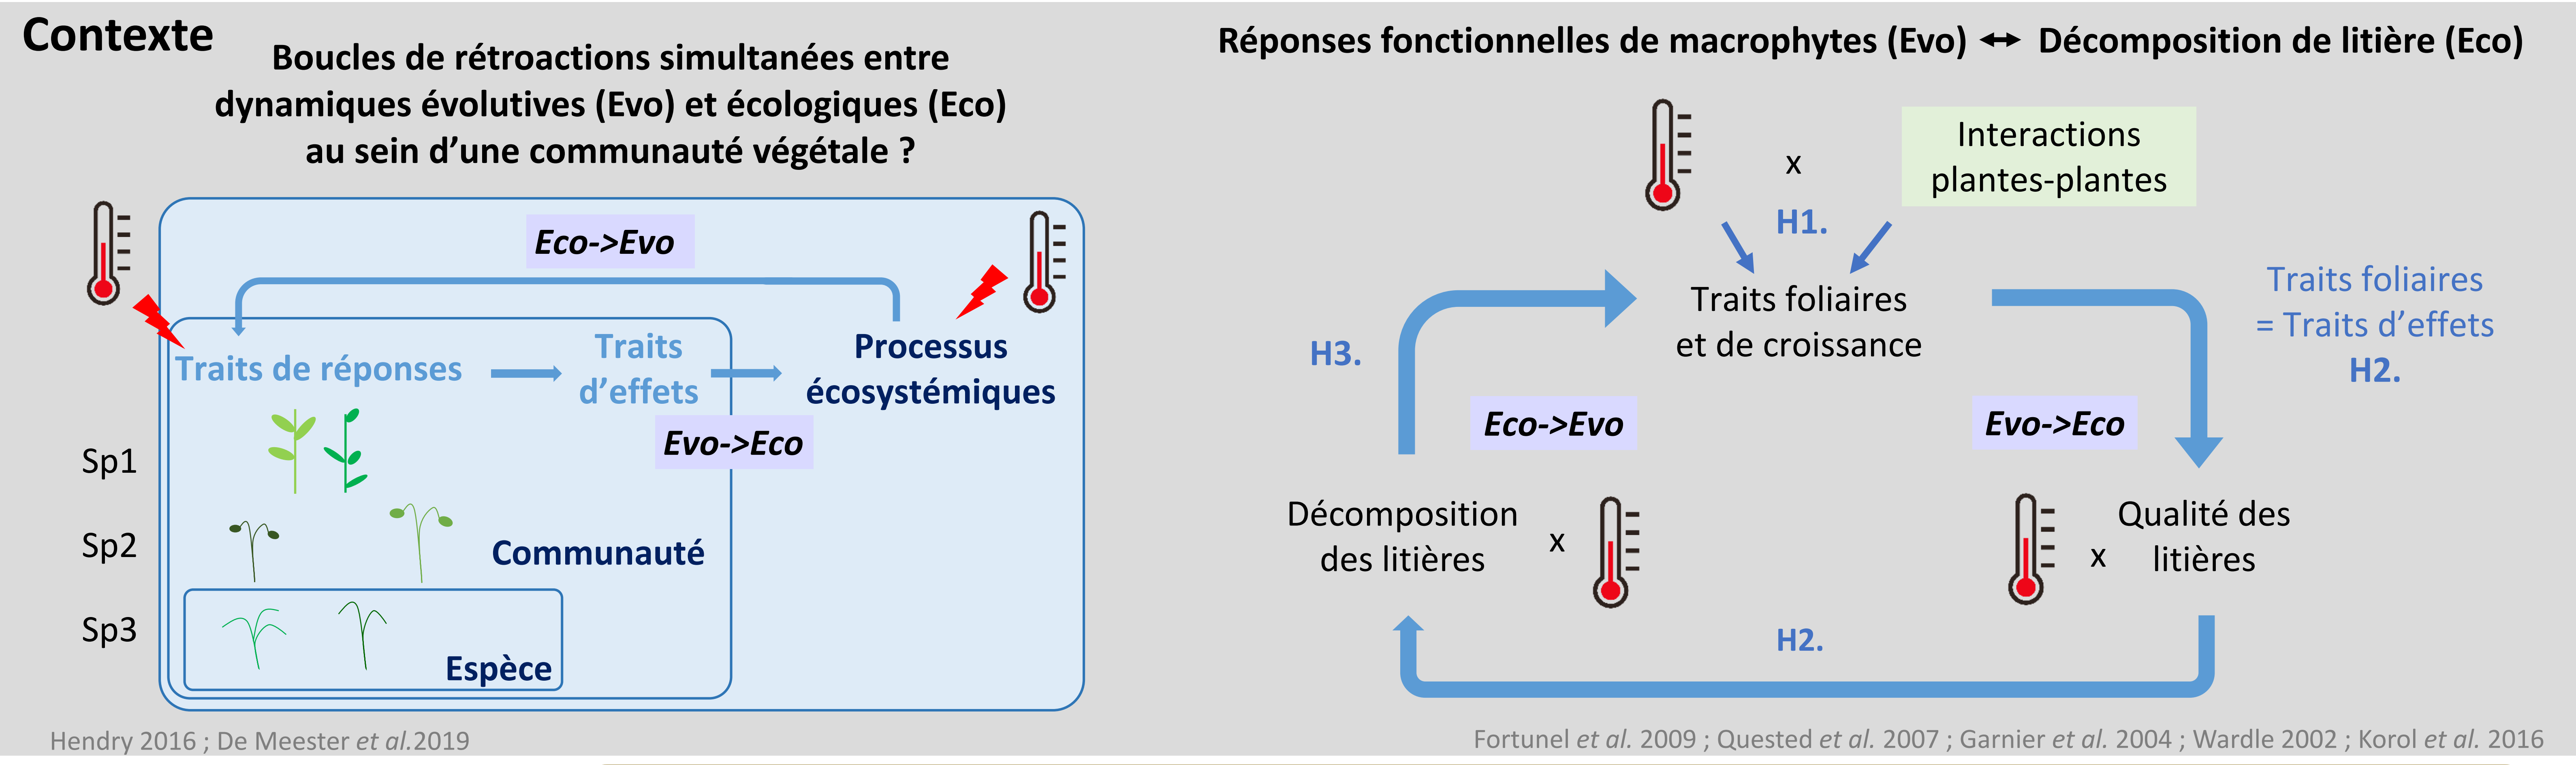 Contexte
Boucles de rétroactions simultanées entre
dynamiques évolutives (Evo) et écologiques (Eco)
au sein d’une communauté végétale ?
Eco->Evo
Traits de réponses
Traits
d’effets
Processus
écosystémiques
Evo->Eco
Sp1
Sp2
Communauté
Sp3
Espèce
Hendry 2016 ; De Meester et al.2019
Réponses fonctionnelles de macrophytes (Evo) ↔ Décomposition de litière (Eco)
x
Interactions
plantes-plantes
H1.
Traits foliaires
et de croissance
Traits foliaires
= Traits d’effets
H2.
H3.
Eco->Evo
Evo->Eco
Décomposition
des litières
x
x
Qualité des
litières
H2.
Fortunel et al. 2009 ; Quested et al. 2007 ; Garnier et al. 2004 ; Wardle 2002 ; Korol et al. 2016